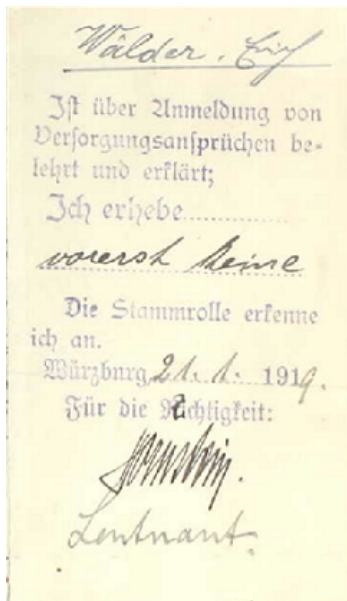 Wälder, Erich
Ist über Anmeldung von
Versorgungsansprüchen be-
lehrt und erklärt;
Ich erhebe..............
vorerst keine
Die Stammrolle erkenne
ich an.
Würzburg, 21. 1. 1919.
Für die Richtigkeit:
Leutnant.